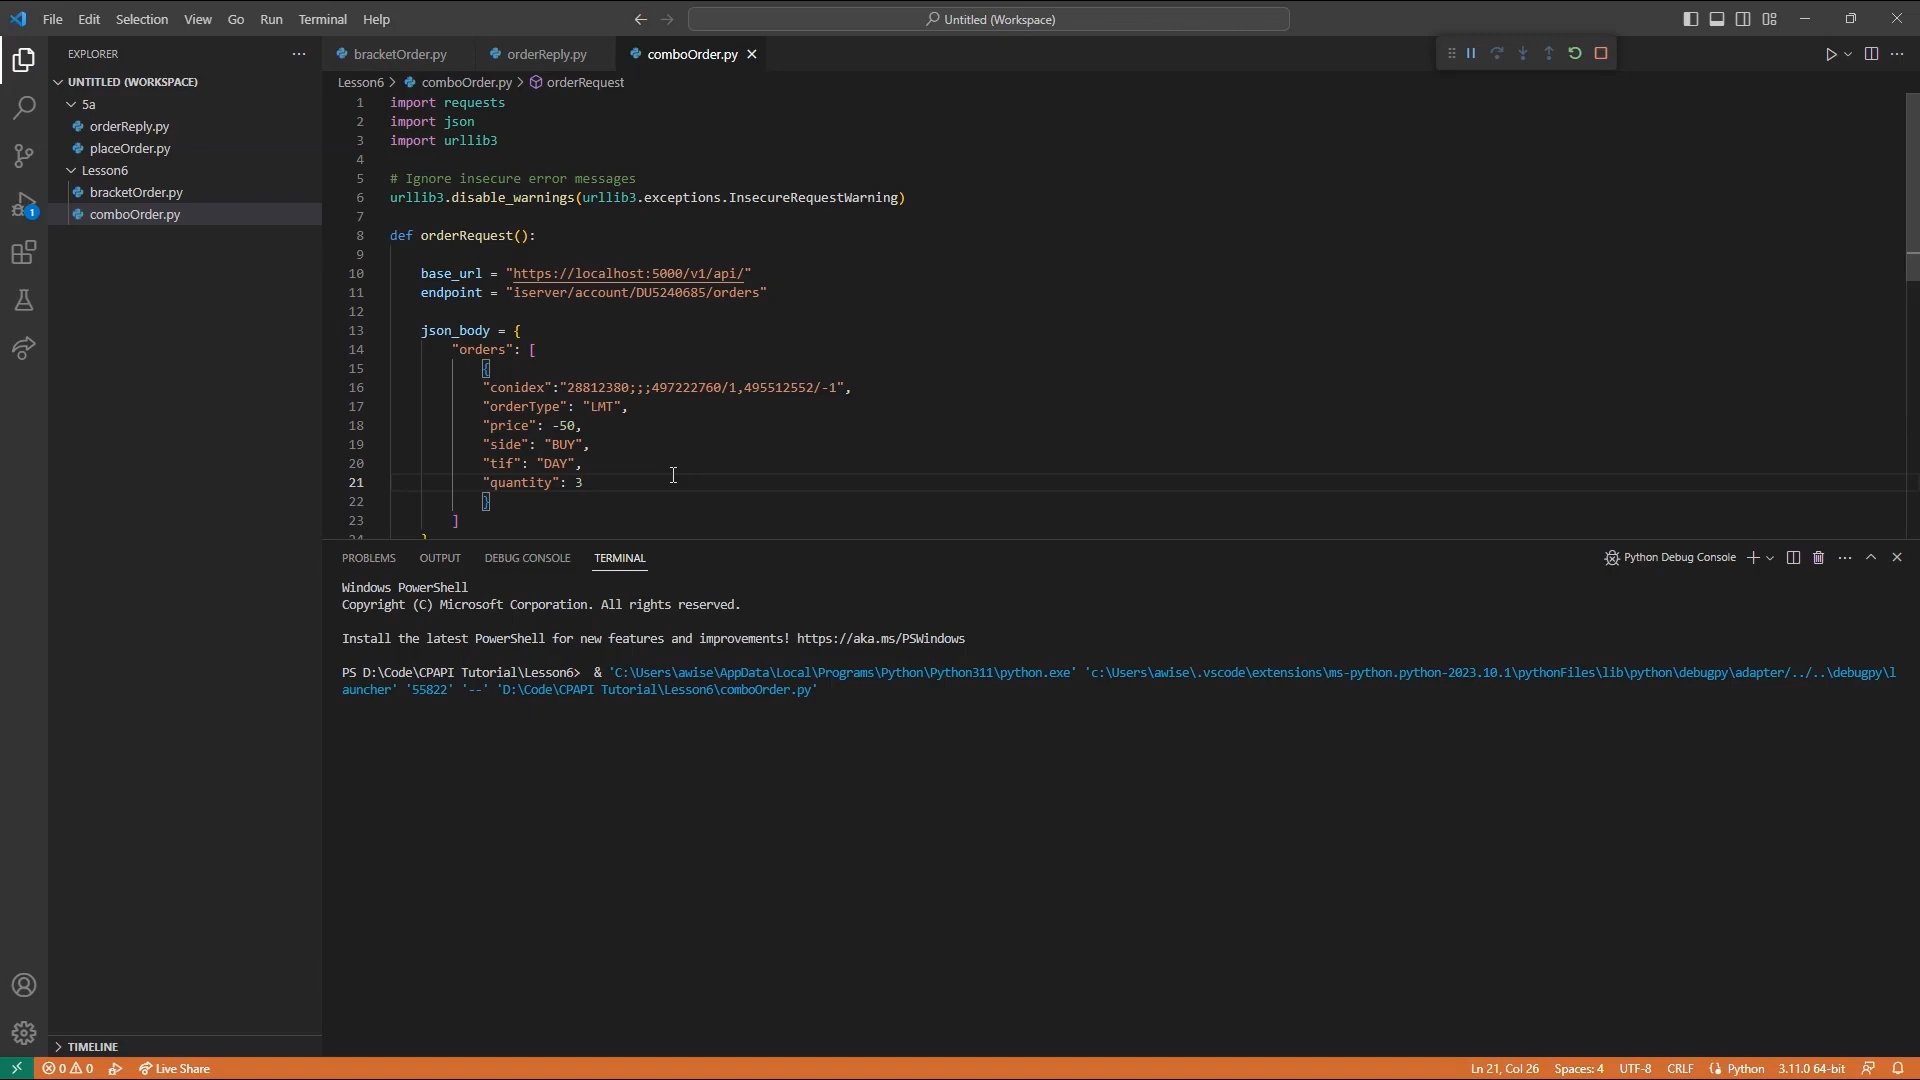 File Edit Selection View Go Run Terminal Help
Untitled (Workspace)
EXPLORER
UNTITLED (WORKSPACE)
5a
orderReply.py
placeOrder.py
Lesson6
bracketOrder.py
comboOrder.py
1
TIMELINE
bracketOrder.py orderReply.py comboOrder.py
Lesson6 > comboOrder.py > orderRequest
1 import requests
2 import json
3 import urllib3
4
5 # Ignore insecure error messages
6 urllib3.disable_warnings(urllib3.exceptions.InsecureRequestWarning)
7
8 def orderRequest():
9
10 base_url = "https://localhost:5000/v1/api/"
11 endpoint = "iserver/account/DU5240685/orders"
12
13 json_body = {
14 "orders": [
15 {
16 "conidex":"28812380;;;497222760/1,495512552/-1",
17 "orderType": "LMT",
18 "price": -50,
19 "side": "BUY",
20 "tif": "DAY",
21 "quantity": 3
22 }
23 ]
24 }
PROBLEMS OUTPUT DEBUG CONSOLE TERMINAL
Python Debug Console
Windows PowerShell
Copyright (C) Microsoft Corporation. All rights reserved.
Install the latest PowerShell for new features and improvements! https://aka.ms/PSWindows
PS D:\Code\CPAPI Tutorial\Lesson6>  & 'C:\Users\awise\AppData\Local\Programs\Python\Python311\python.exe' 'c:\Users\awise\.vscode\extensions\ms-python.python-2023.10.1\pythonFiles\lib\python\debugpy\adapter/../..\debugpy\l
auncher' '55822' '--' 'D:\Code\CPAPI Tutorial\Lesson6\comboOrder.py'
0 0 Live Share Ln 21, Col 26 Spaces: 4 UTF-8 CRLF Python 3.11.0 64-bit